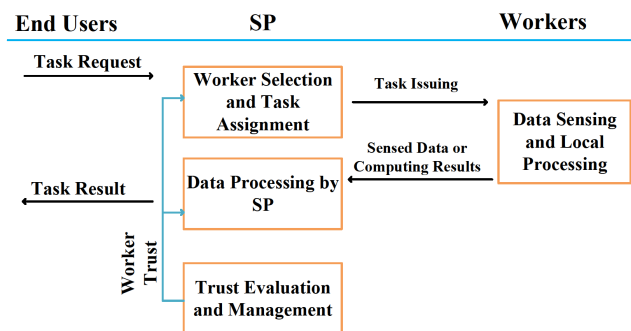 End Users
SP
Workers
Task Request
Worker Selection
and Task
Assignment
Task Issuing
Data Sensing
and Local
Processing
Sensed Data or
Computing Results
Task Result
Data Processing by
SP
Worker
Trust
Trust Evaluation
and Management